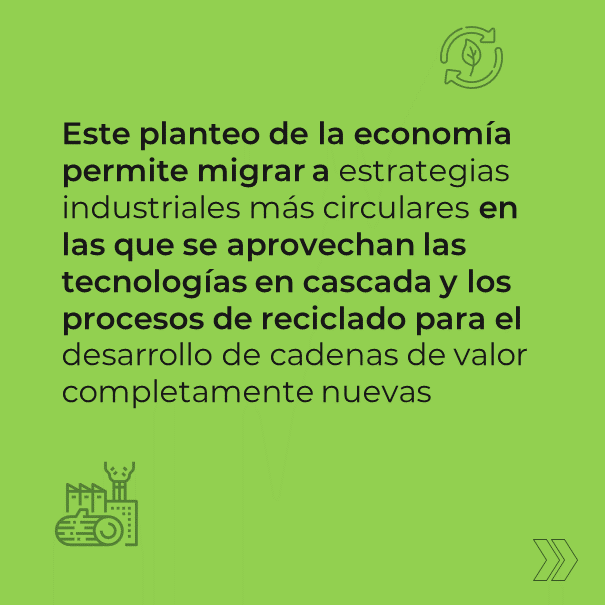 Este planteo de la economía
permite migrar a estrategias
industriales más circulares en
las que se aprovechan las
tecnologías en cascada y los
procesos de reciclado para el
desarrollo de cadenas de valor
completamente nuevas